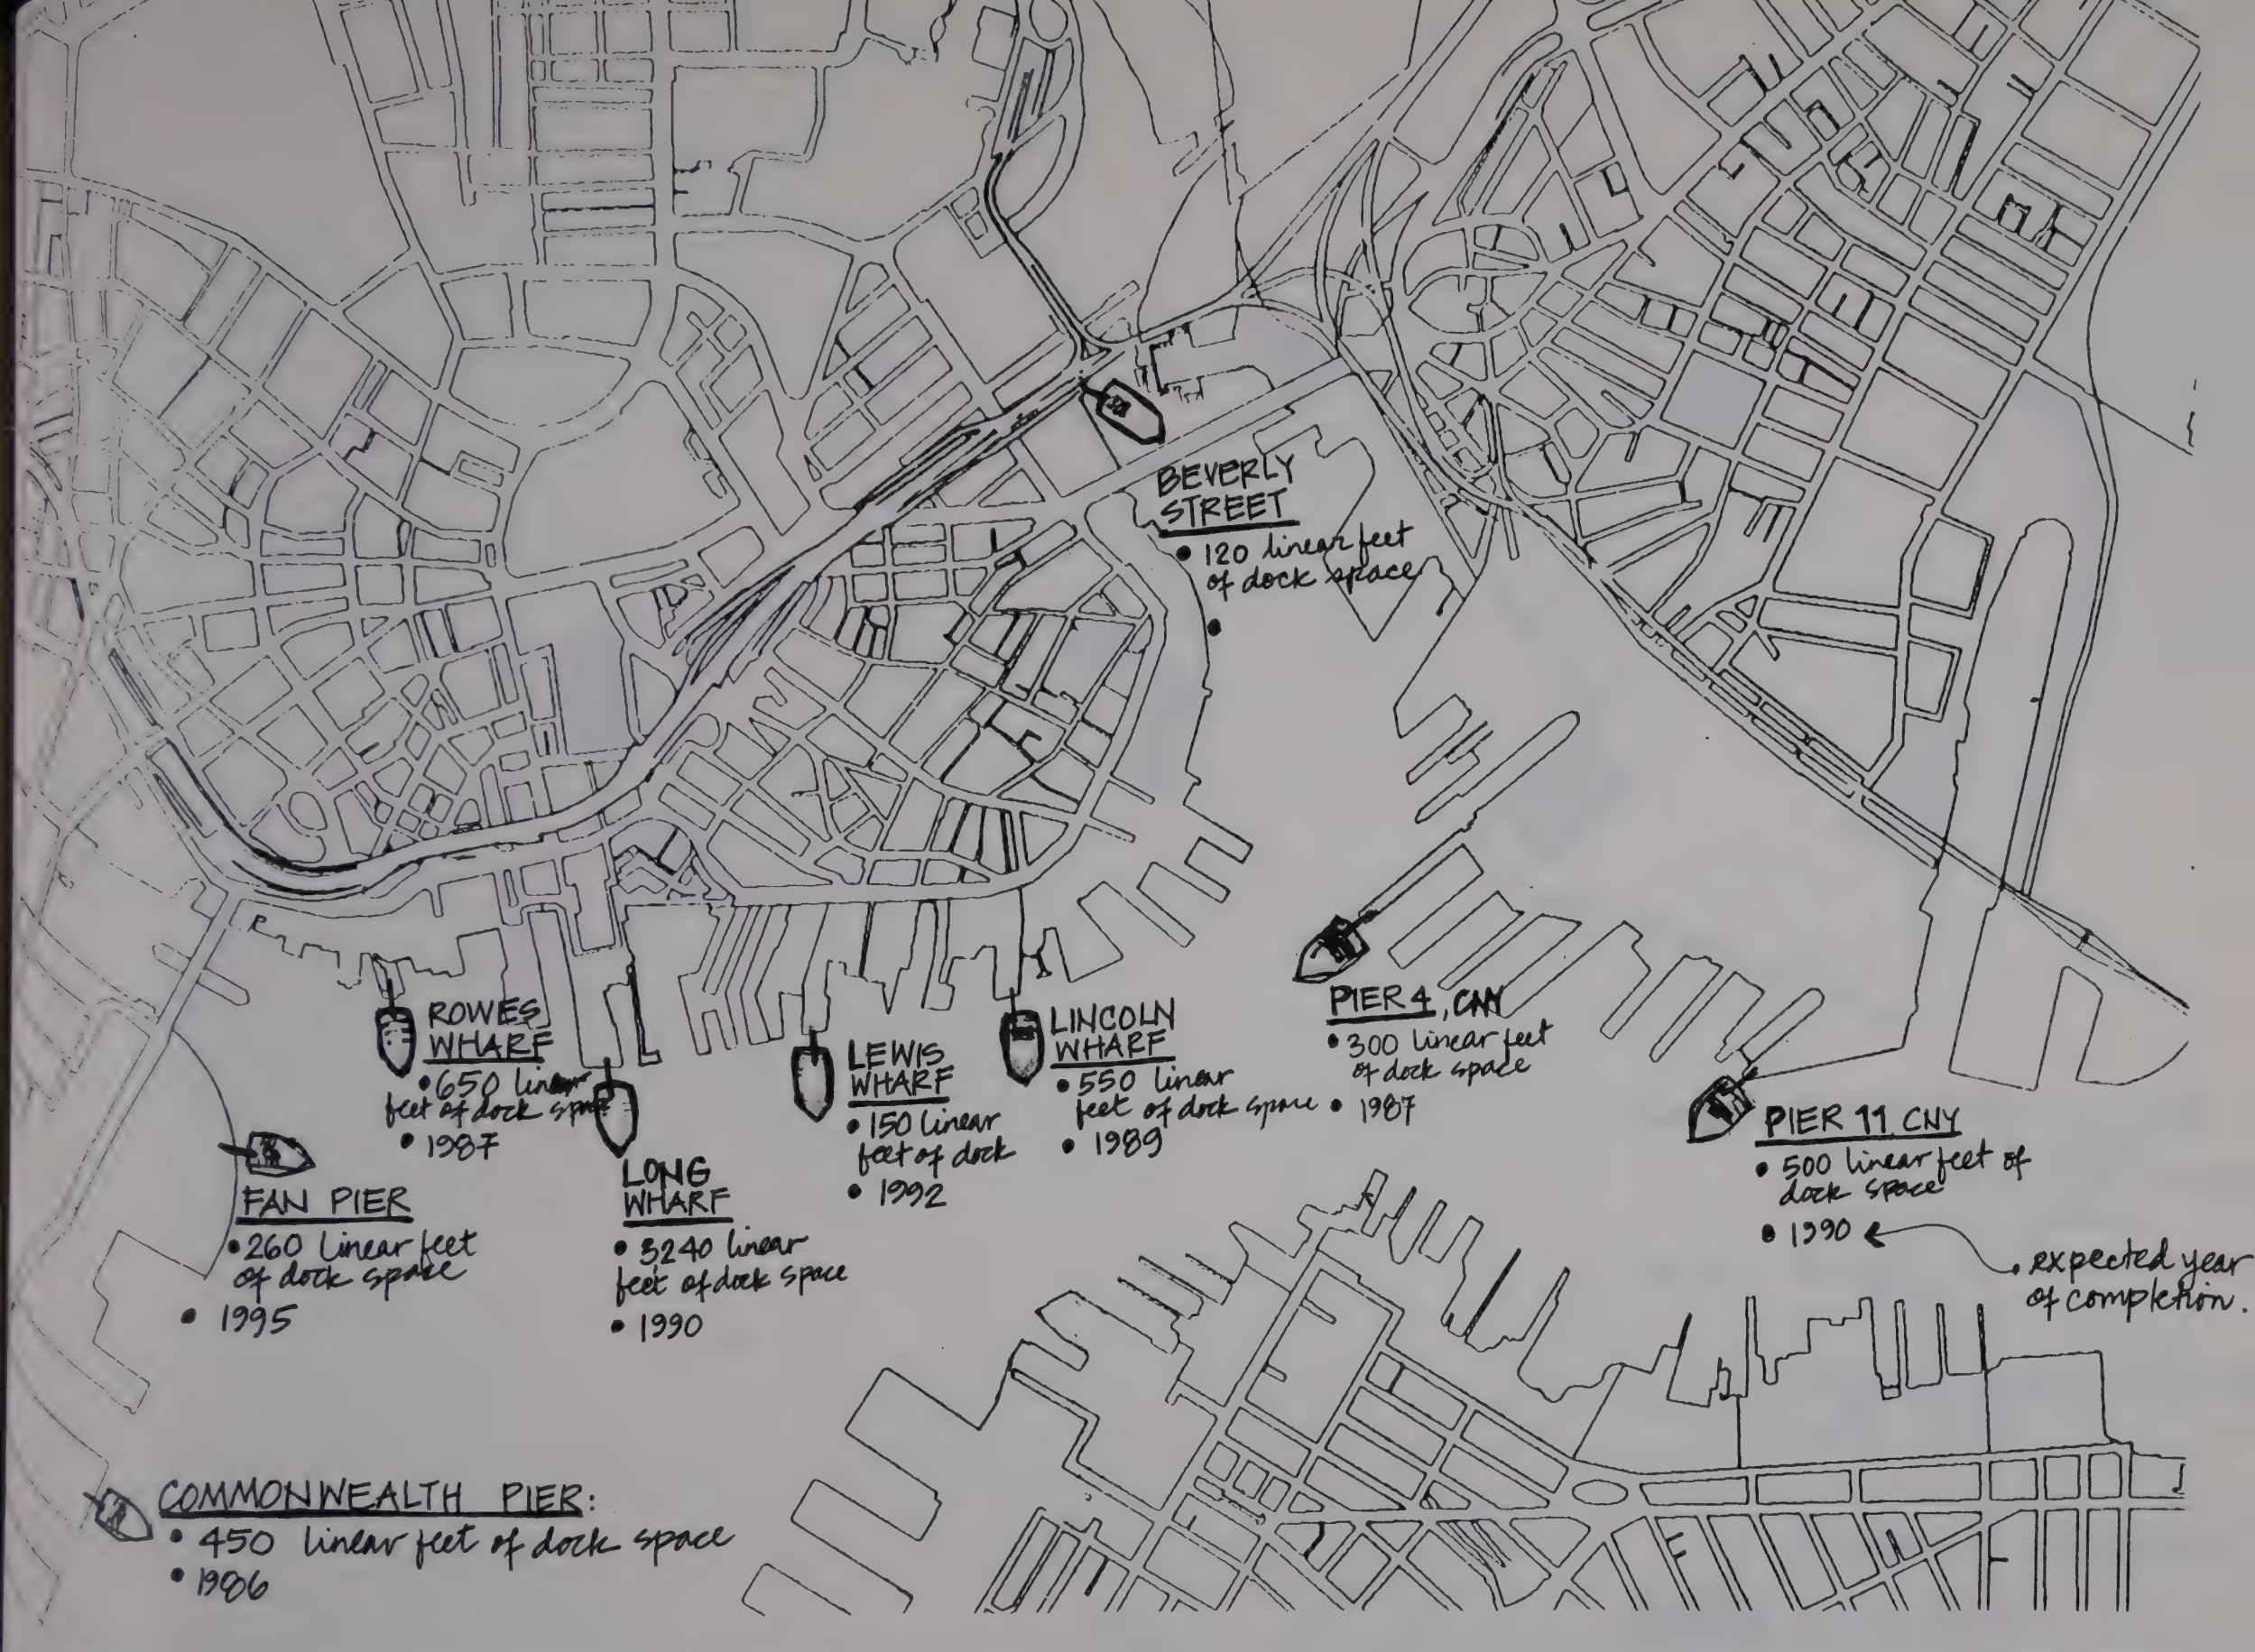 BEVERLY
STREET
• 120 linear feet
of dock space
•
ROWES
WHARF
• 650 linear
feet of dock space
• 1987
LEWIS
WHARF
• 150 linear
feet of dock
• 1992
LINCOLN
WHARF
• 550 linear
feet of dock space
• 1989
PIER 4, CNY
• 300 linear feet
of dock space
• 1987
PIER 11 CNY
• 500 linear feet of
dock space
• 1990
• expected year
of completion.
FAN PIER
• 260 linear feet
of dock space
• 1995
LONG
WHARF
• 3240 linear
feet of dock space
• 1990
COMMONWEALTH PIER:
• 450 linear feet of dock space
• 1986